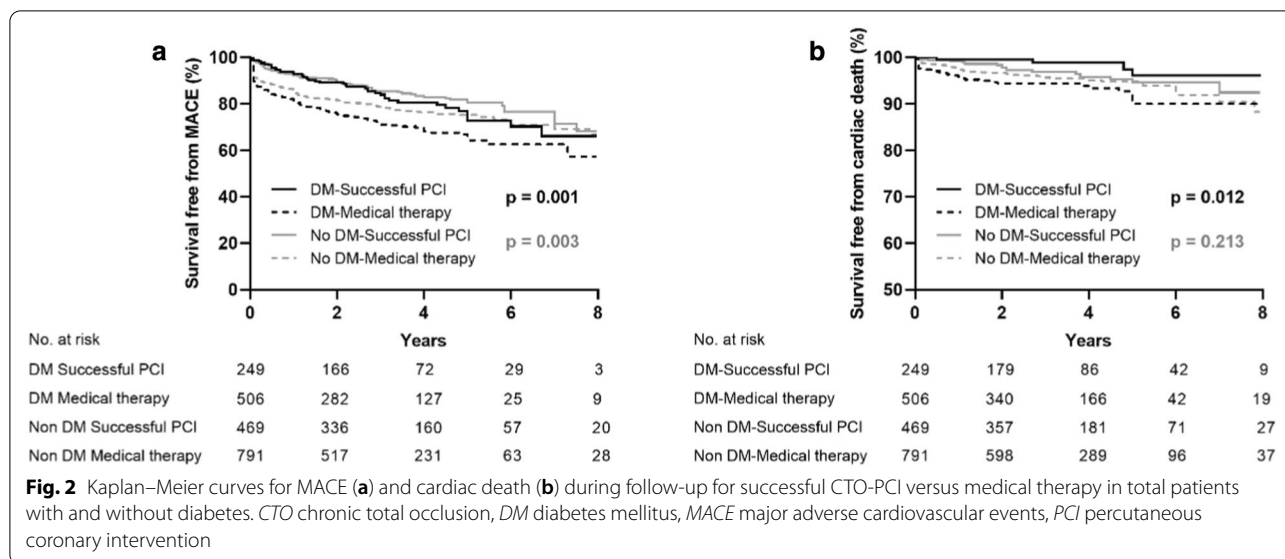 a
Survival free from MACE (%)
100
80
60
40
20
0
DM-Successful PCI
DM-Medical therapy
No DM-Successful PCI
No DM-Medical therapy
p = 0.001
p = 0.003
0 2 4 6 8
Years
No. at risk
DM Successful PCI 249 166 72 29 3
DM Medical therapy 506 282 127 25 9
Non DM Successful PCI 469 336 160 57 20
Non DM Medical therapy 791 517 231 63 28
b
Survival free from cardiac death (%)
100
90
80
70
60
50
DM-Successful PCI
DM-Medical therapy
No DM-Successful PCI
No DM-Medical therapy
p = 0.012
p = 0.213
0 2 4 6 8
Years
No. at risk
DM-Successful PCI 249 179 86 42 9
DM-Medical therapy 506 340 166 42 19
Non DM-Successful PCI 469 357 181 71 27
Non DM-Medical therapy 791 598 289 96 37
Fig. 2 Kaplan–Meier curves for MACE (a) and cardiac death (b) during follow-up for successful CTO-PCI versus medical therapy in total patients
with and without diabetes. CTO chronic total occlusion, DM diabetes mellitus, MACE major adverse cardiovascular events, PCI percutaneous
coronary intervention